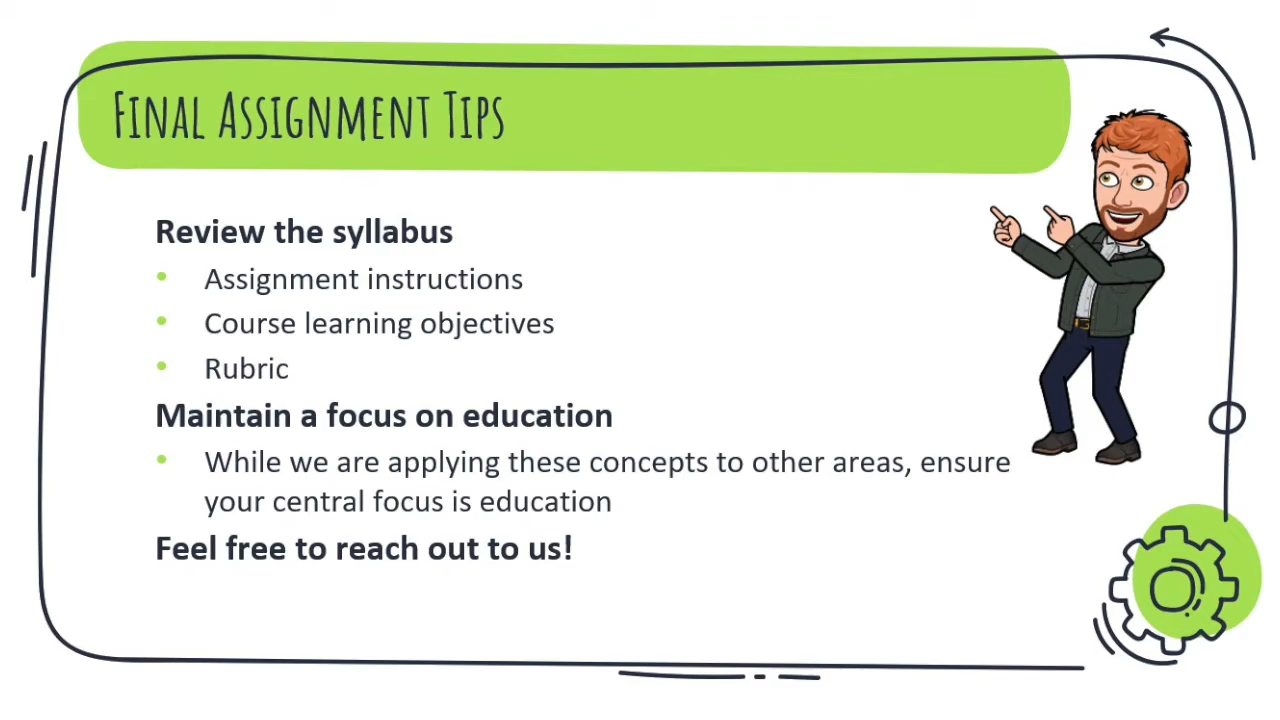 Final Assignment Tips
Review the syllabus
• Assignment instructions
• Course learning objectives
• Rubric
Maintain a focus on education
• While we are applying these concepts to other areas, ensure
your central focus is education
Feel free to reach out to us!